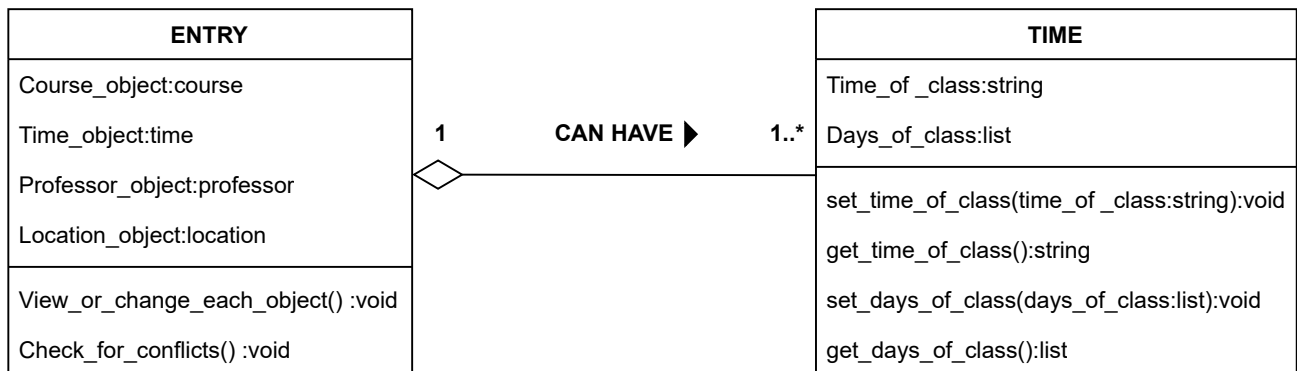 ENTRY
Course_object:course
Time_object:time
Professor_object:professor
Location_object:location
View_or_change_each_object() :void
Check_for_conflicts() :void
1 CAN HAVE 1..*
TIME
Time_of _class:string
Days_of_class:list
set_time_of_class(time_of _class:string):void
get_time_of_class():string
set_days_of_class(days_of_class:list):void
get_days_of_class():list